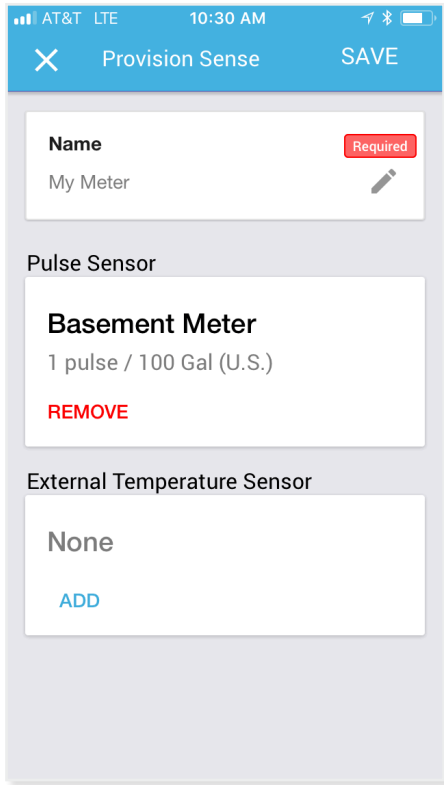 AT&T LTE 10:30 AM
Provision Sense SAVE
Name Required
My Meter
Pulse Sensor
Basement Meter
1 pulse / 100 Gal (U.S.)
REMOVE
External Temperature Sensor
None
ADD